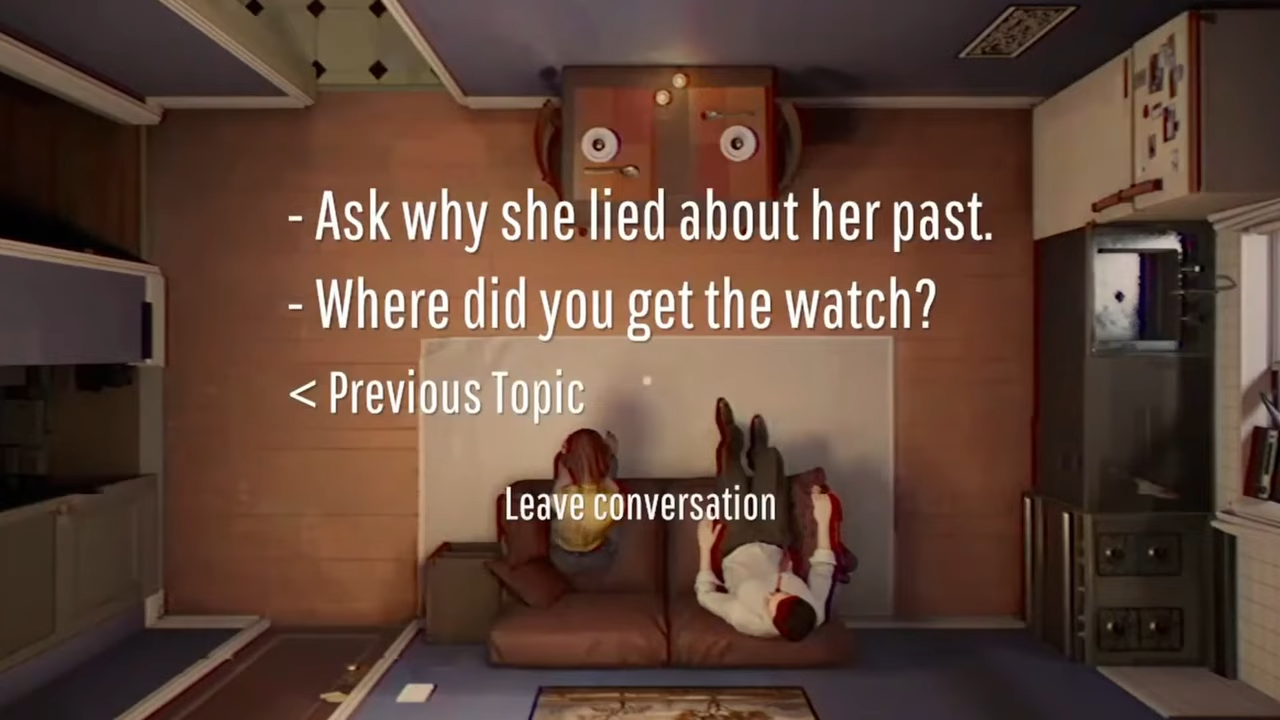 - Ask why she lied about her past.
- Where did you get the watch?
< Previous Topic
Leave conversation